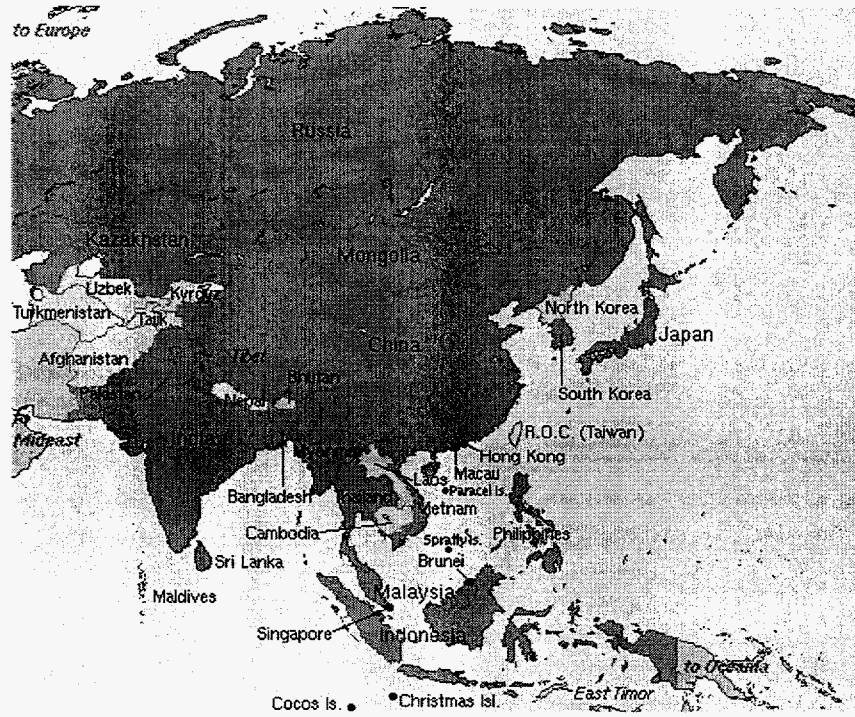 to Europe
Russia
Kazakhstan
Mongolia
Uzbek
Kyrgyz
Turkmenistan
Tajik
North Korea
Japan
China
Afghanistan
Tibet
Bhutan
Pakistan
Nepal
South Korea
to
Mideast
R.O.C. (Taiwan)
India
Myanmar
Hong Kong
Macau
Laos
Paracel Is.
Bangladesh
Thailand
Vietnam
Cambodia
Spratly Is.
Philippines
Brunei
Sri Lanka
Maldives
Malaysia
Singapore
Indonesia
to Oceania
East Timor
Cocos Is.
Christmas Isl.